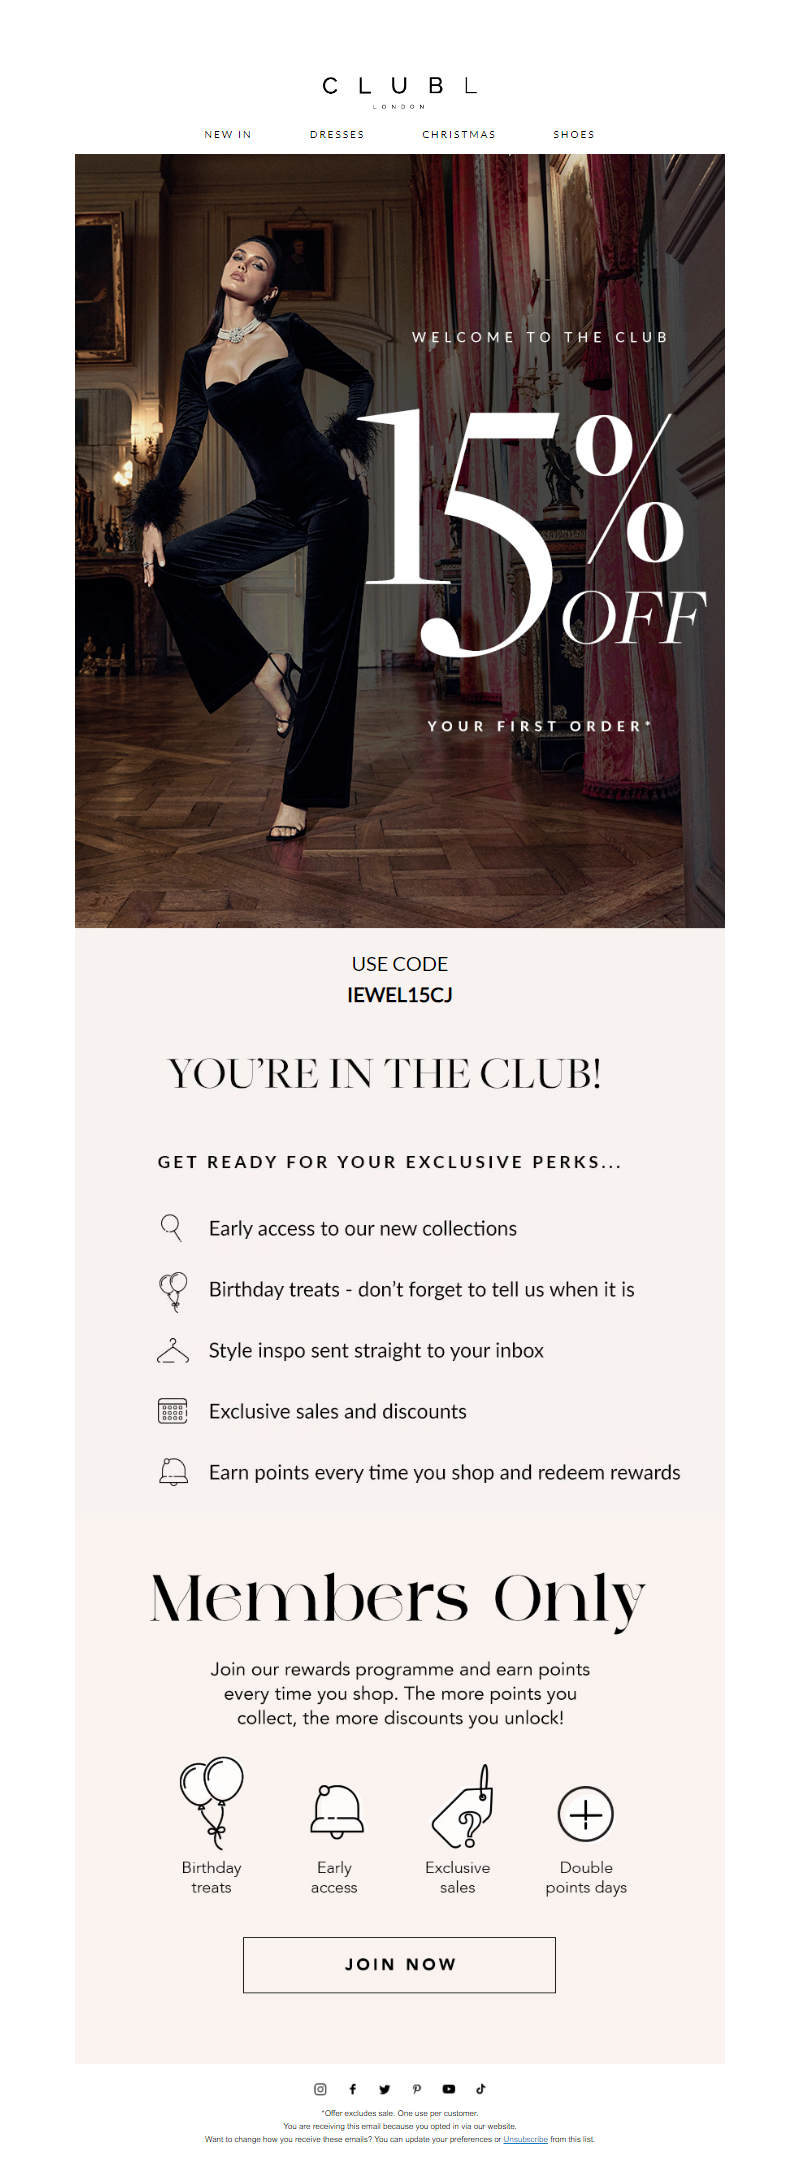 CLUBL
LONDON
NEW IN DRESSES CHRISTMAS SHOES
WELCOME TO THE CLUB
15%
OFF
YOUR FIRST ORDER*
USE CODE
IEWEL15CJ
YOU'RE IN THE CLUB!
GET READY FOR YOUR EXCLUSIVE PERKS...
Early access to our new collections
Birthday treats - don't forget to tell us when it is
Style inspo sent straight to your inbox
Exclusive sales and discounts
Earn points every time you shop and redeem rewards
Members Only
Join our rewards programme and earn points
every time you shop. The more points you
collect, the more discounts you unlock!
Birthday
treats
Early
access
Exclusive
sales
Double
points days
JOIN NOW
*Offer excludes sale. One use per customer.
You are receiving this email because you opted in via our website.
Want to change how you receive these emails? You can update your preferences or Unsubscribe from this list.